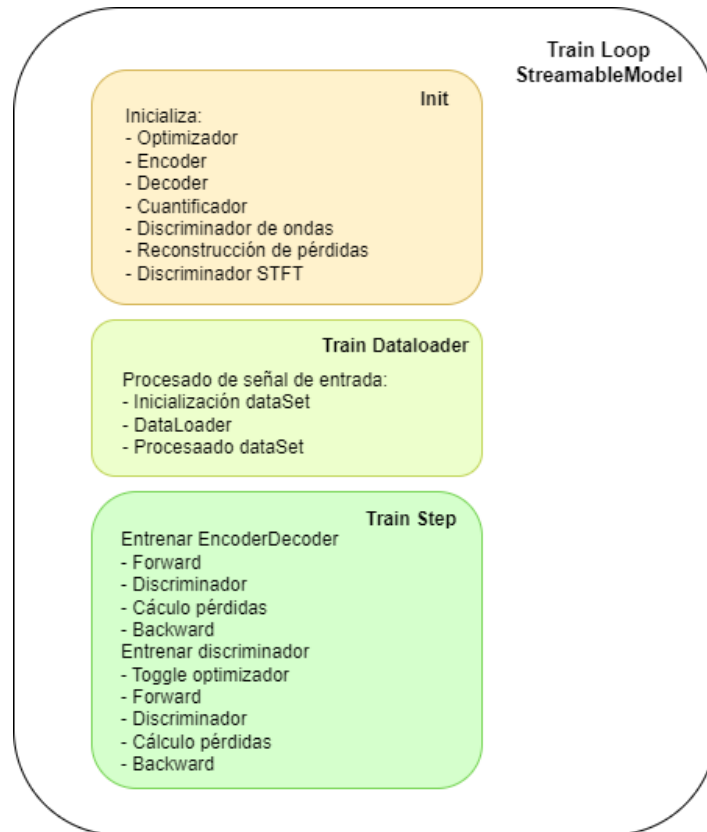 Train Loop
StreamableModel
Init
Inicializa:
- Optimizador
- Encoder
- Decoder
- Cuantificador
- Discriminador de ondas
- Reconstrucción de pérdidas
- Discriminador STFT
Train Dataloader
Procesado de señal de entrada:
- Inicialización dataSet
- DataLoader
- Procesaado dataSet
Train Step
Entrenar EncoderDecoder
- Forward
- Discriminador
- Cáculo pérdidas
- Backward
Entrenar discriminador
- Toggle optimizador
- Forward
- Discriminador
- Cálculo pérdidas
- Backward